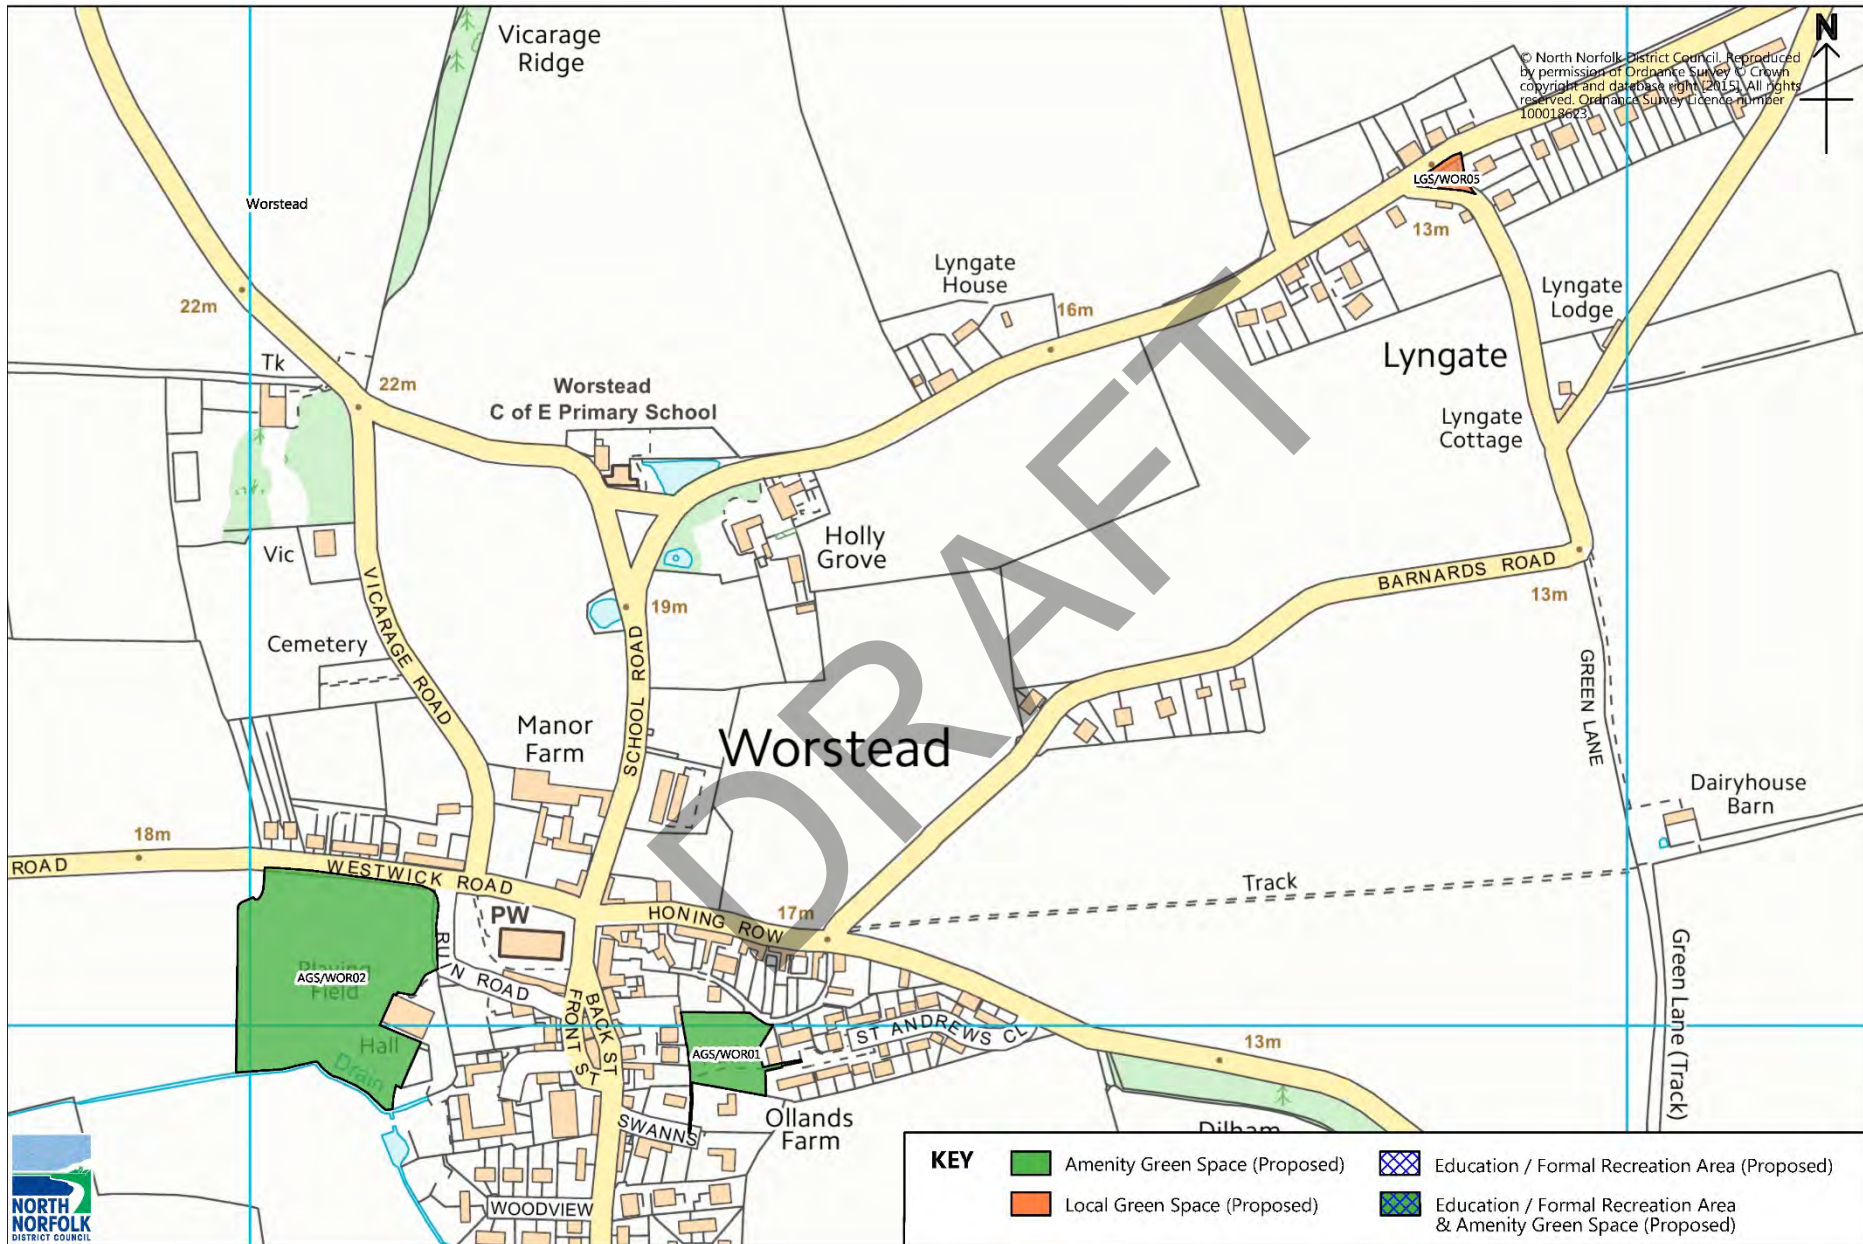 Vicarage
Ridge
N
© North Norfolk District Council. Reproduced
by permission of Ordnance Survey © Crown
copyright and database right [2015]. All rights
reserved. Ordnance Survey Licence number
100018623.
LGS/WOR05
Worstead
13m
Lyngate
House
Lyngate
Lodge
22m
16m
Lyngate
Tk
22m
Worstead
C of E Primary School
Lyngate
Cottage
Holly
Grove
Vic
BARNARDS ROAD
13m
19m
VICARAGE ROAD
Cemetery
SCHOOL ROAD
GREEN LANE
Manor
Farm
Worstead
DRAFT
Dairyhouse
Barn
18m
ROAD
WESTWICK ROAD
Track
PW
HONING ROW
17m
Green Lane (Track)
AGS/WOR02
Playing
Field
ROAD
FRONT ST
BACK ST
ST ANDREWS CL
Hall
AGS/WOR01
13m
Drain
Ollands
Farm
SWANNS
WOODVIEW
KEY
Amenity Green Space (Proposed)
Education / Formal Recreation Area (Proposed)
Local Green Space (Proposed)
Education / Formal Recreation Area
& Amenity Green Space (Proposed)
NORTH
NORFOLK
DISTRICT COUNCIL